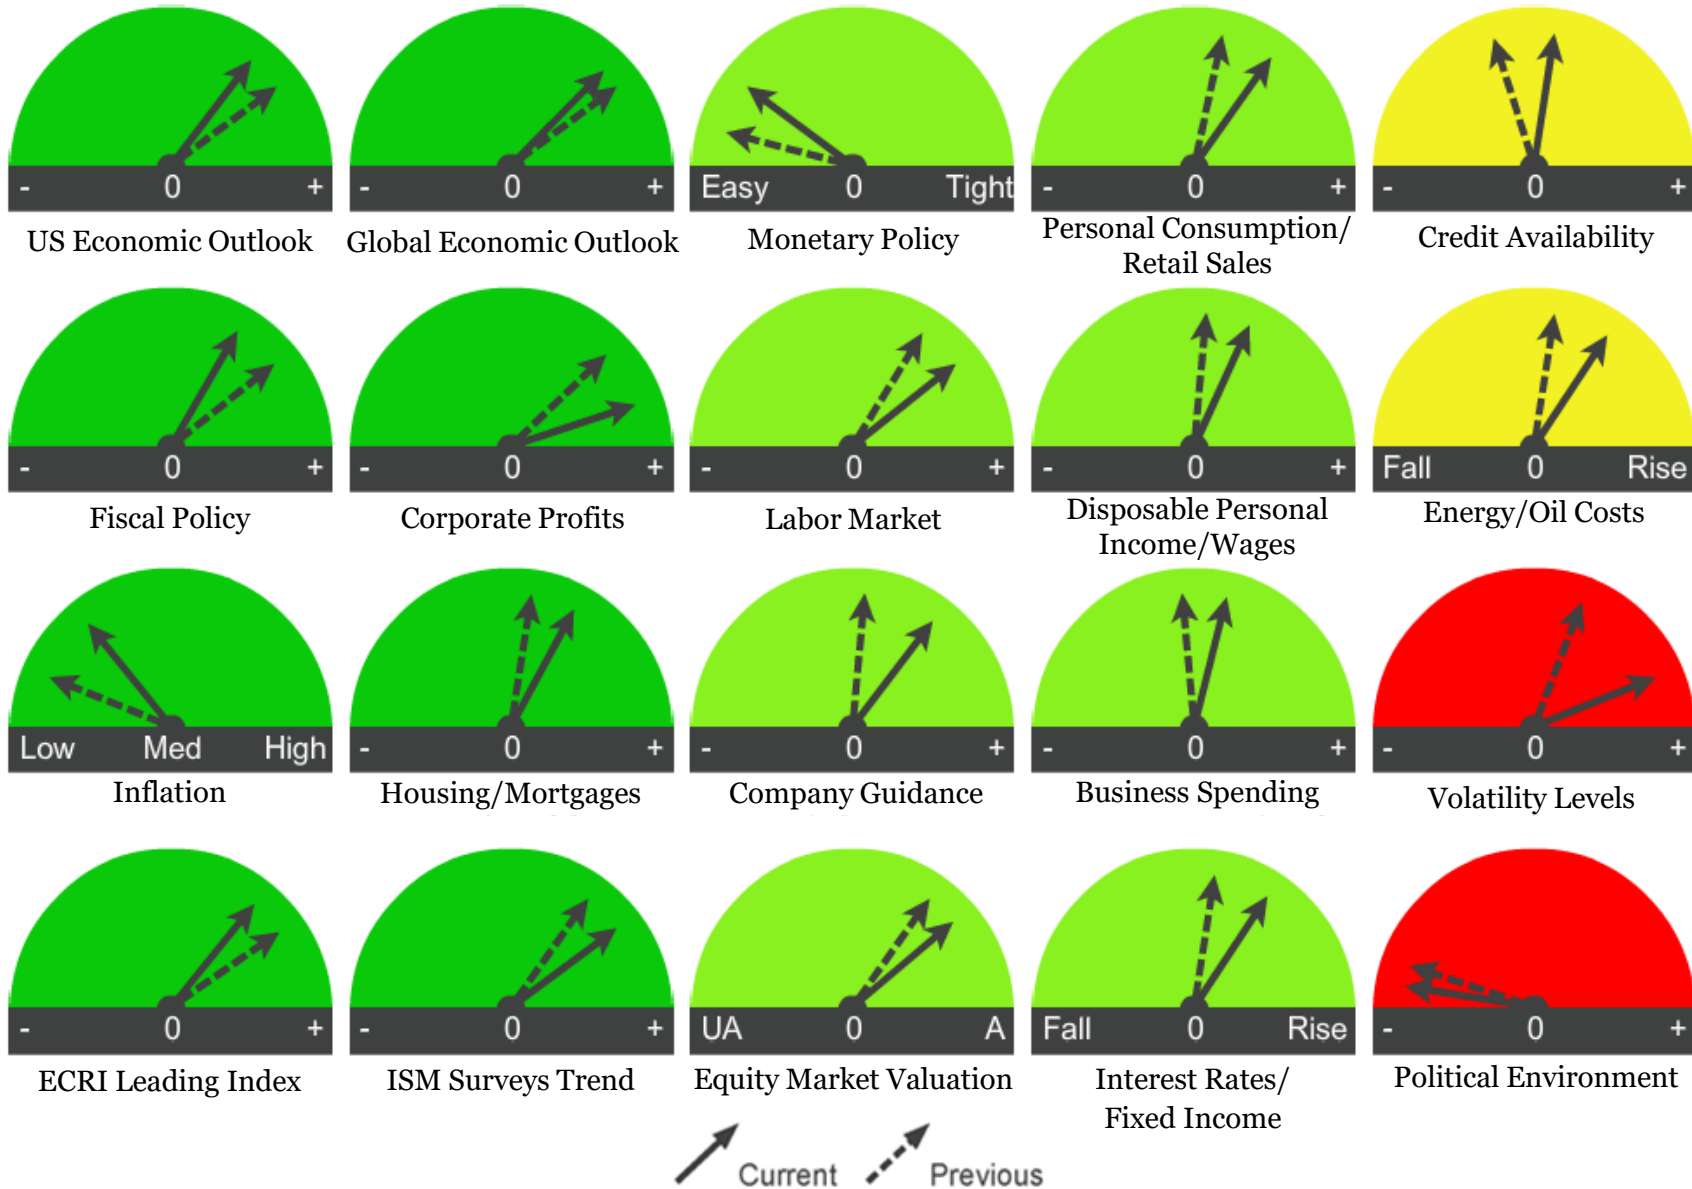 - 0 +
- 0 +
Easy 0 Tight
- 0 +
- 0 +
US Economic Outlook
Global Economic Outlook
Monetary Policy
Personal Consumption/
Retail Sales
Credit Availability
- 0 +
- 0 +
- 0 +
- 0 +
Fall 0 Rise
Fiscal Policy
Corporate Profits
Labor Market
Disposable Personal
Income/Wages
Energy/Oil Costs
Low Med High
- 0 +
- 0 +
- 0 +
- 0 +
Inflation
Housing/Mortgages
Company Guidance
Business Spending
Volatility Levels
- 0 +
- 0 +
UA 0 A
Fall 0 Rise
- 0 +
ECRI Leading Index
ISM Surveys Trend
Equity Market Valuation
Interest Rates/
Fixed Income
Political Environment
Current
Previous